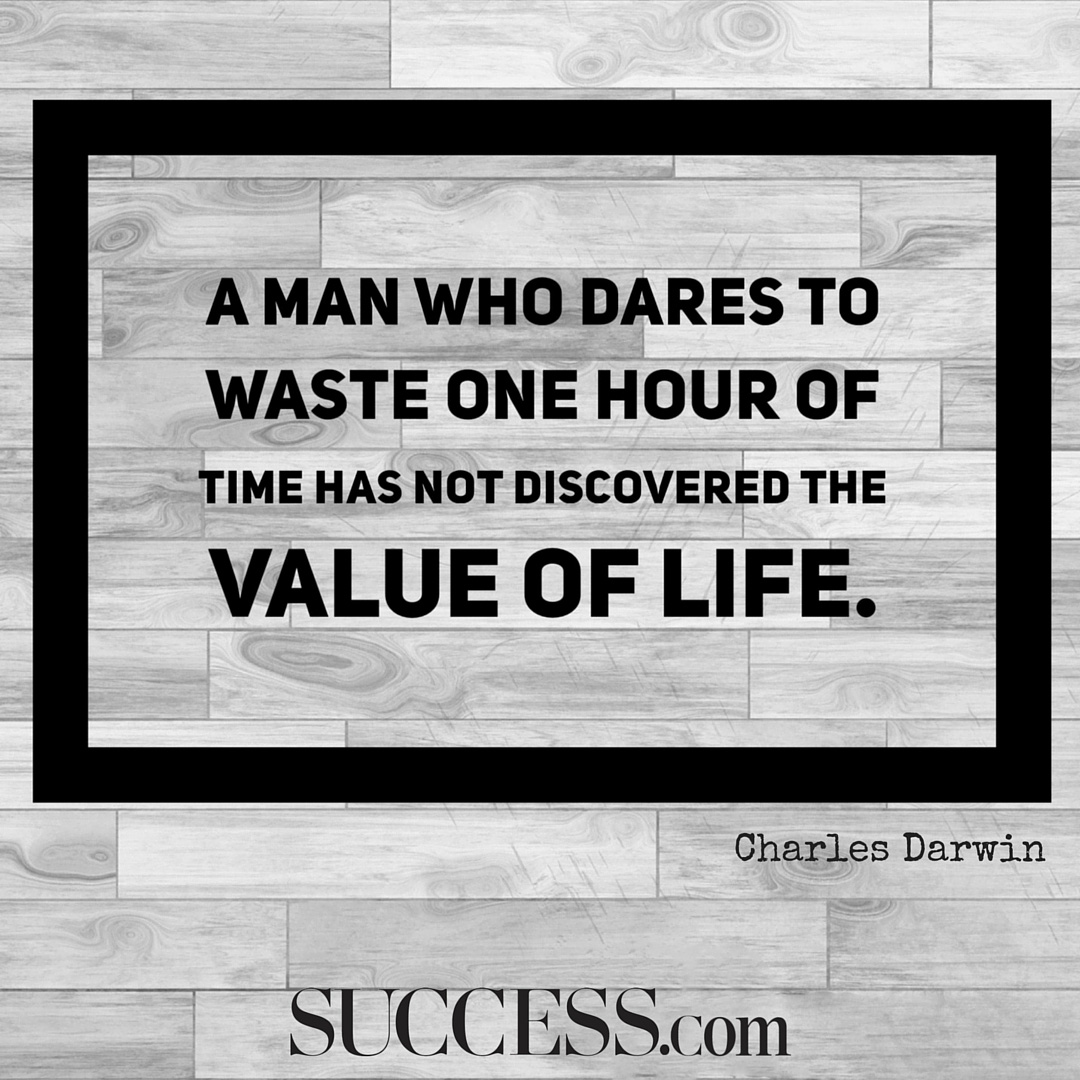 A MAN WHO DARES TO
WASTE ONE HOUR OF
TIME HAS NOT DISCOVERED THE
VALUE OF LIFE.
Charles Darwin
SUCCESS.com